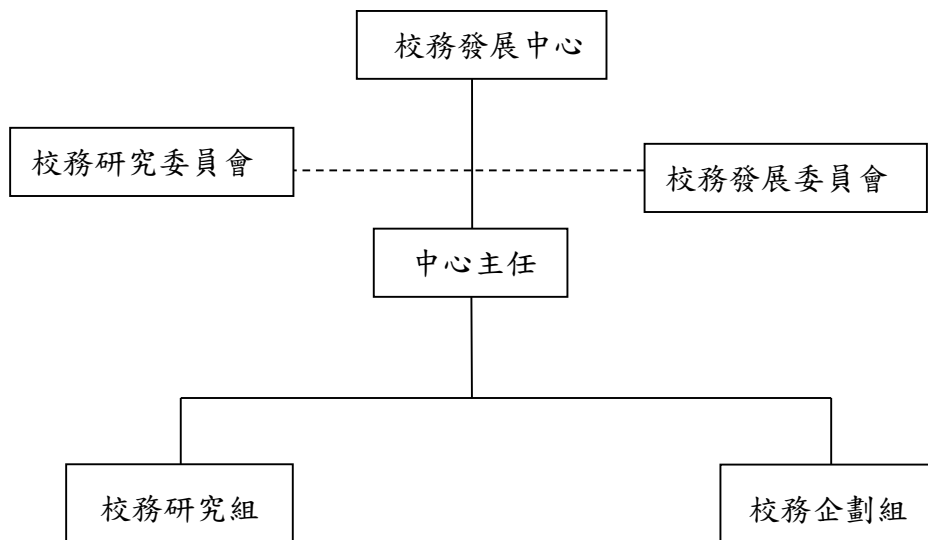 校務發展中心
校務研究委員會
校務發展委員會
中心主任
校務研究組
校務企劃組